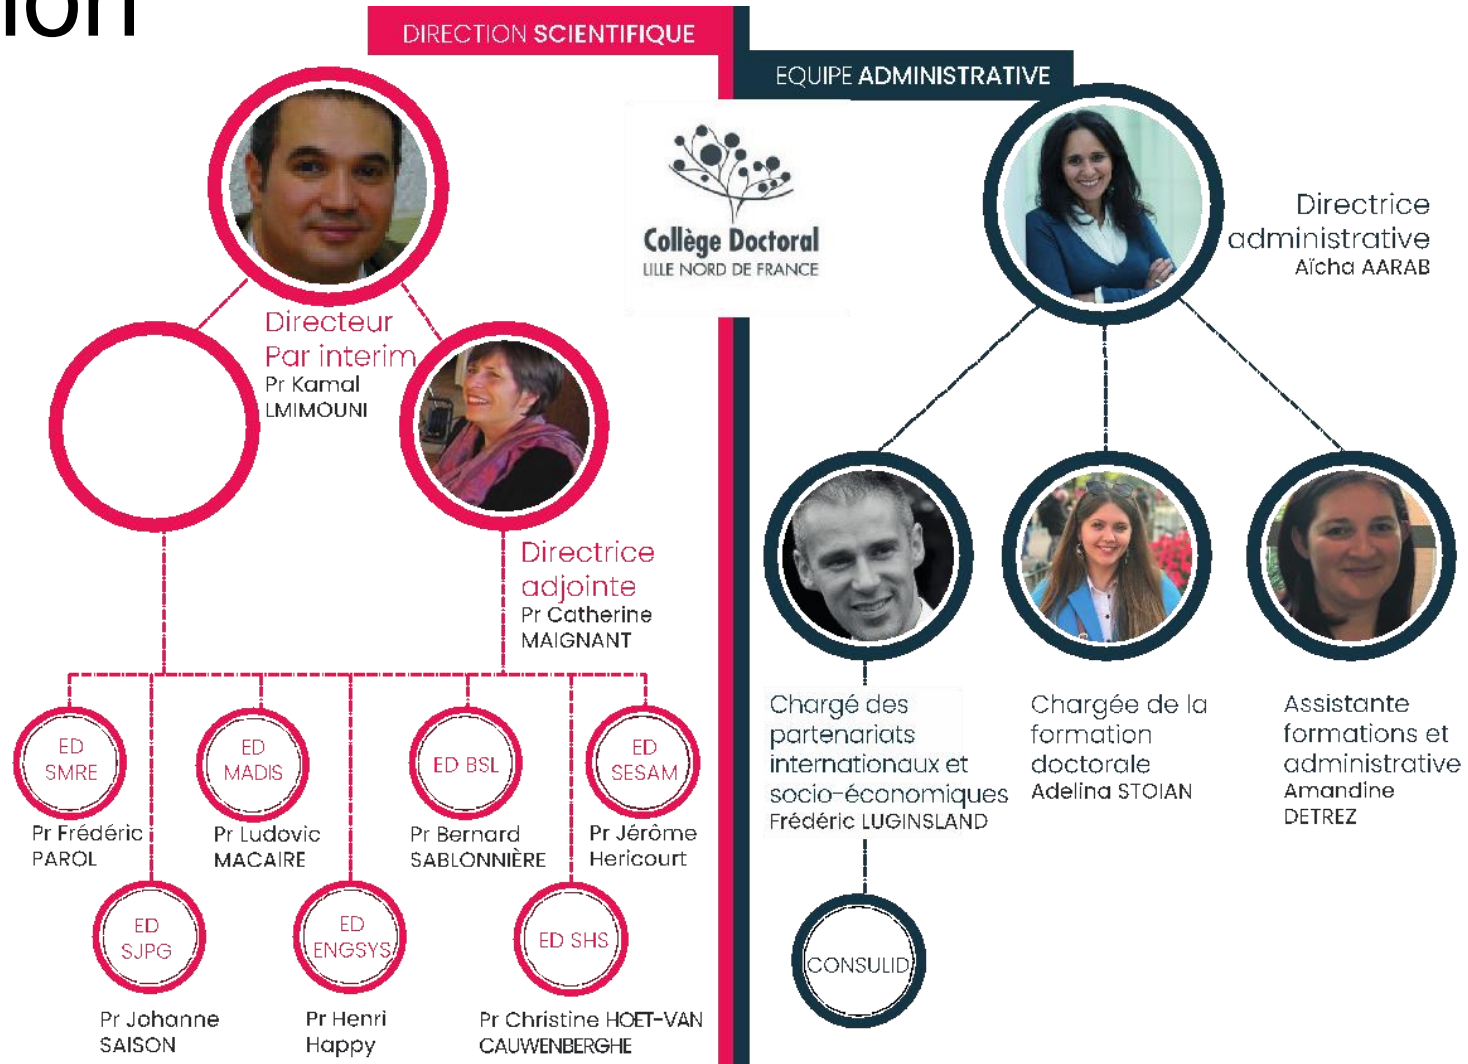 ion
DIRECTION SCIENTIFIQUE
EQUIPE ADMINISTRATIVE
Collège Doctoral
LILLE NORD DE FRANCE
Directrice
administrative
Aïcha AARAB
Directeur
Par interim
Pr Kamal
LMIMOUNI
Directrice
adjointe
Pr Catherine
MAIGNANT
ED
SMRE
Pr Frédéric
PAROL
ED
MADIS
Pr Ludovic
MACAIRE
ED BSL
Pr Bernard
SABLONNIÈRE
ED
SESAM
Pr Jérôme
Hericourt
ED
SJPG
Pr Johanne
SAISON
ED
ENGSYS
Pr Henri
Happy
ED SHS
Pr Christine HOET-VAN
CAUWENBERGHE
Chargé des
partenariats
internationaux et
socio-économiques
Frédéric LUGINSLAND
Chargée de la
formation
doctorale
Adelina STOIAN
Assistante
formations et
administrative
Amandine
DETREZ
CONSULID